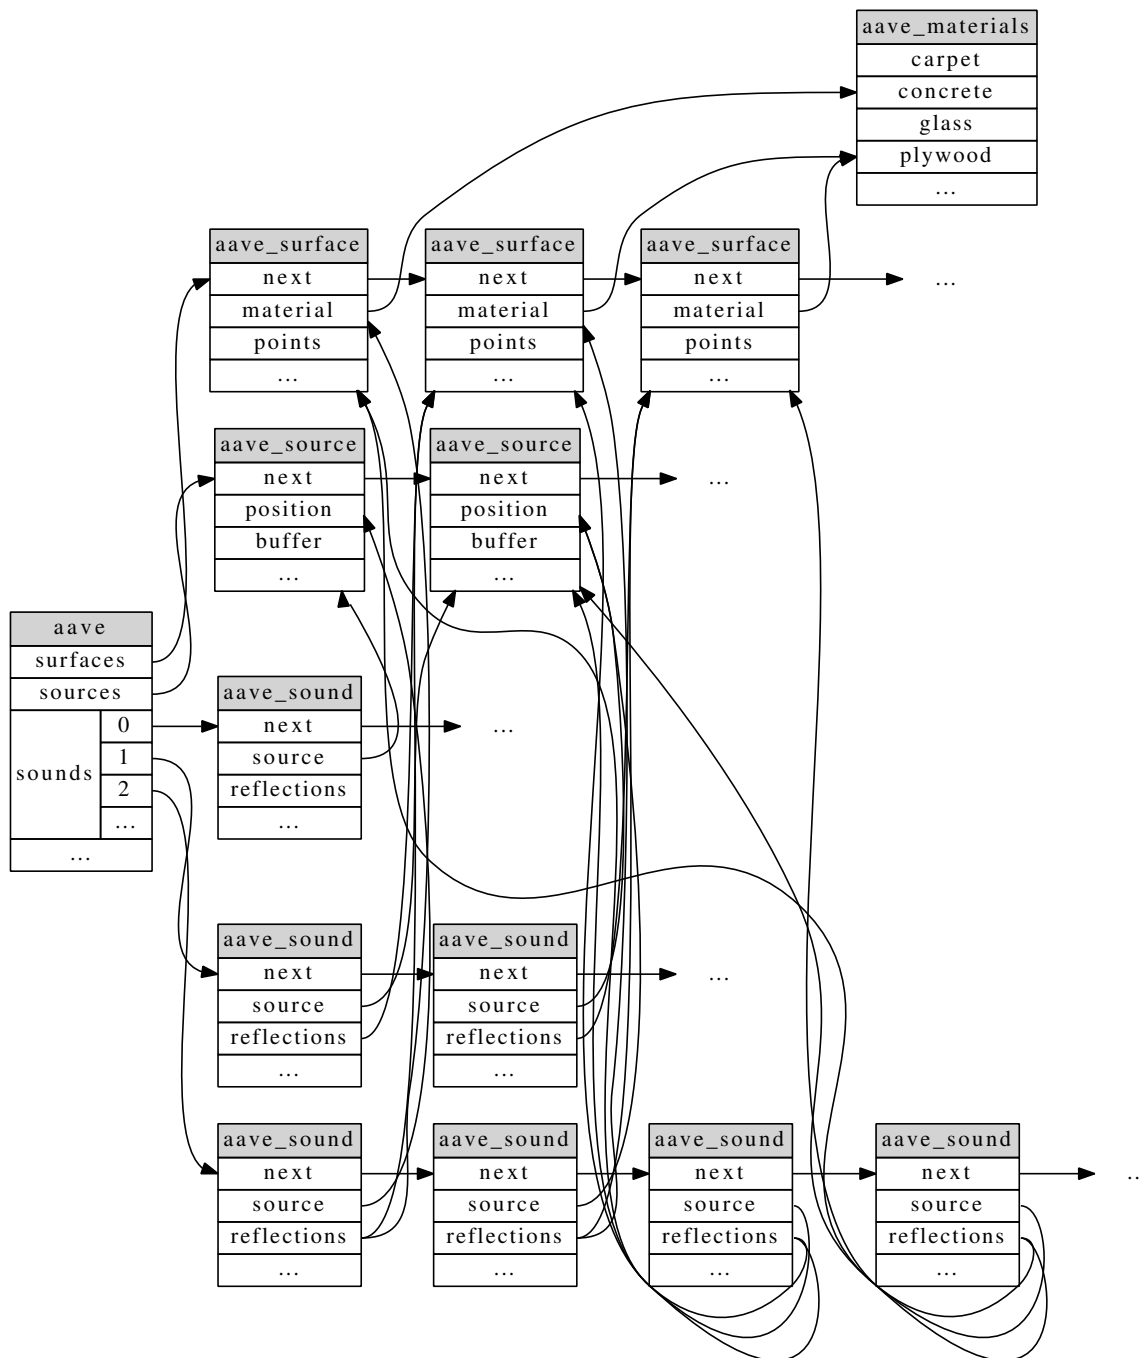 aave_materials
carpet
concrete
glass
plywood
...
aave_surface
next
material
points
...
aave_surface
next
material
points
...
aave_surface
next
material
points
...
...
aave_source
next
position
buffer
...
aave_source
next
position
buffer
...
...
aave
surfaces
sources
sounds
0
1
2
...
...
aave_sound
next
source
reflections
...
...
aave_sound
next
source
reflections
...
aave_sound
next
source
reflections
...
...
aave_sound
next
source
reflections
...
aave_sound
next
source
reflections
...
aave_sound
next
source
reflections
...
aave_sound
next
source
reflections
...
..